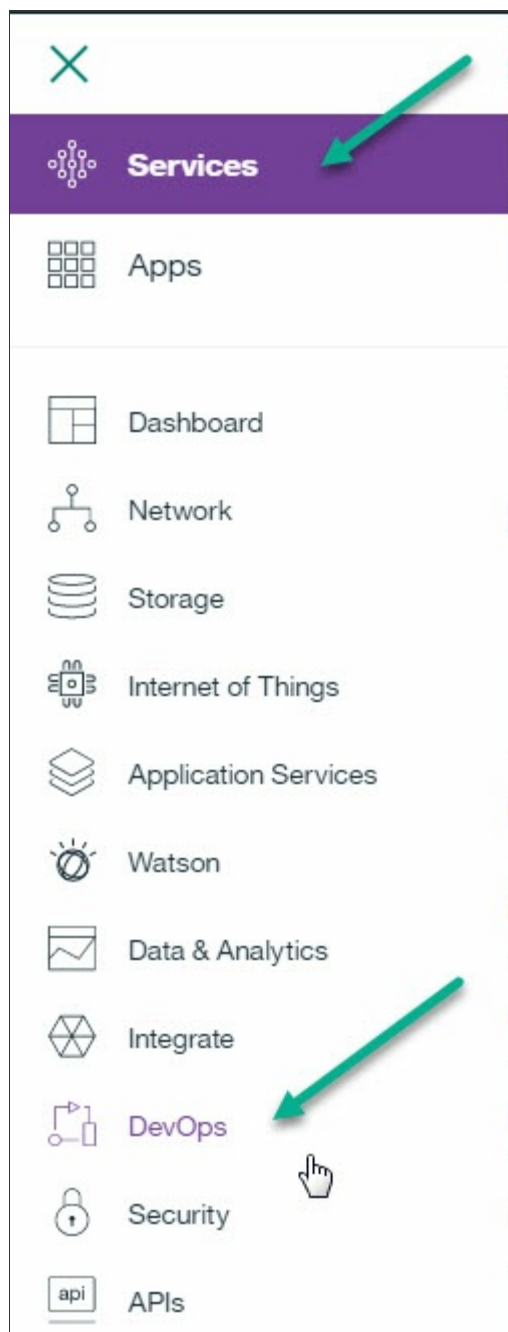 Services
Apps
Dashboard
Network
Storage
Internet of Things
Application Services
Watson
Data & Analytics
Integrate
DevOps
Security
api
APIs